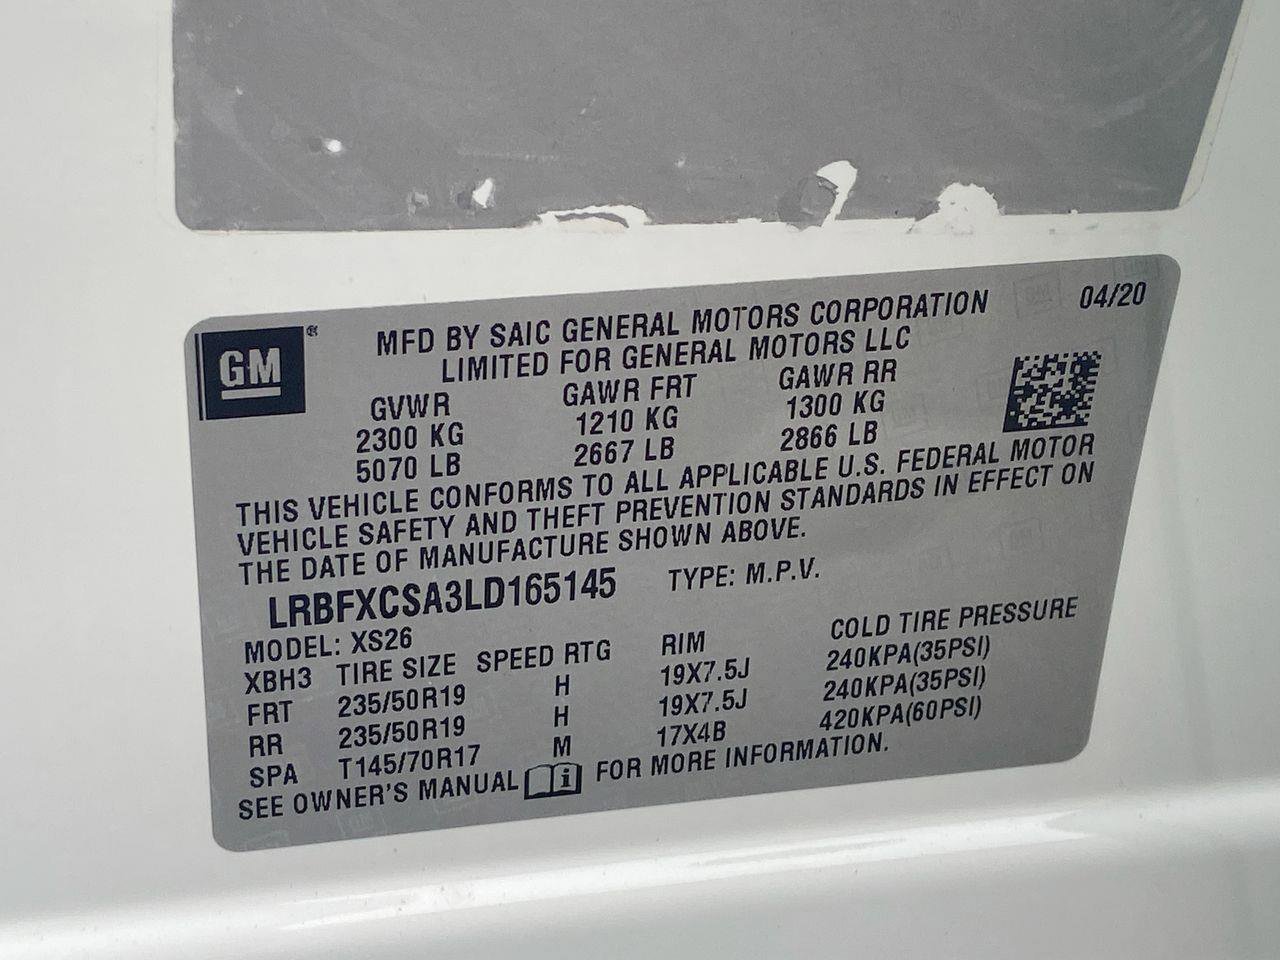 GM®
MFD BY SAIC GENERAL MOTORS CORPORATION 04/20
LIMITED FOR GENERAL MOTORS LLC
GVWR GAWR FRT GAWR RR
2300 KG 1210 KG 1300 KG
5070 LB 2667 LB 2866 LB
THIS VEHICLE CONFORMS TO ALL APPLICABLE U.S. FEDERAL MOTOR
VEHICLE SAFETY AND THEFT PREVENTION STANDARDS IN EFFECT ON
THE DATE OF MANUFACTURE SHOWN ABOVE.
LRBFXCSA3LD165145 TYPE: M.P.V.
MODEL: XS26
XBH3 TIRE SIZE SPEED RTG RIM COLD TIRE PRESSURE
FRT 235/50R19 H 19X7.5J 240KPA(35PSI)
RR 235/50R19 H 19X7.5J 240KPA(35PSI)
SPA T145/70R17 M 17X4B 420KPA(60PSI)
SEE OWNER'S MANUAL i FOR MORE INFORMATION.